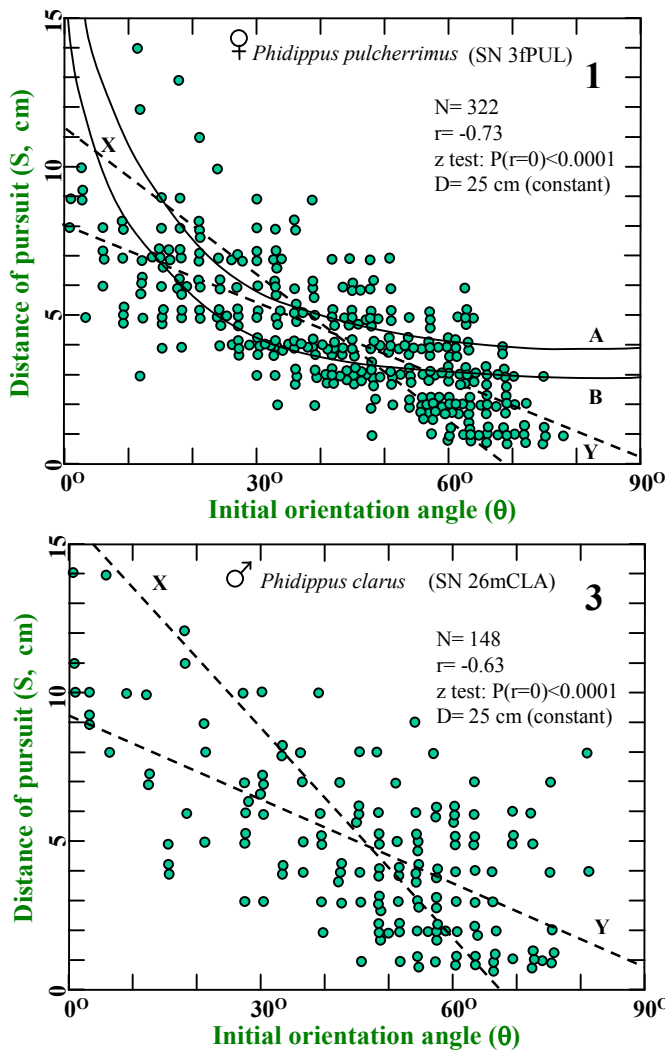 15
♀ Phidippus pulcherrimus (SN 3fPUL)
1
N= 322
r= -0.73
z test: P(r=0)<0.0001
D= 25 cm (constant)
X
10
Distance of pursuit (S, cm)
5
A
B
Y
0
0O 30O 60O 90O
Initial orientation angle (θ)
15
X
♂ Phidippus clarus (SN 26mCLA)
3
N= 148
r= -0.63
z test: P(r=0)<0.0001
D= 25 cm (constant)
10
Distance of pursuit (S, cm)
5
Y
0
0O 30O 60O 90O
Initial orientation angle (θ)